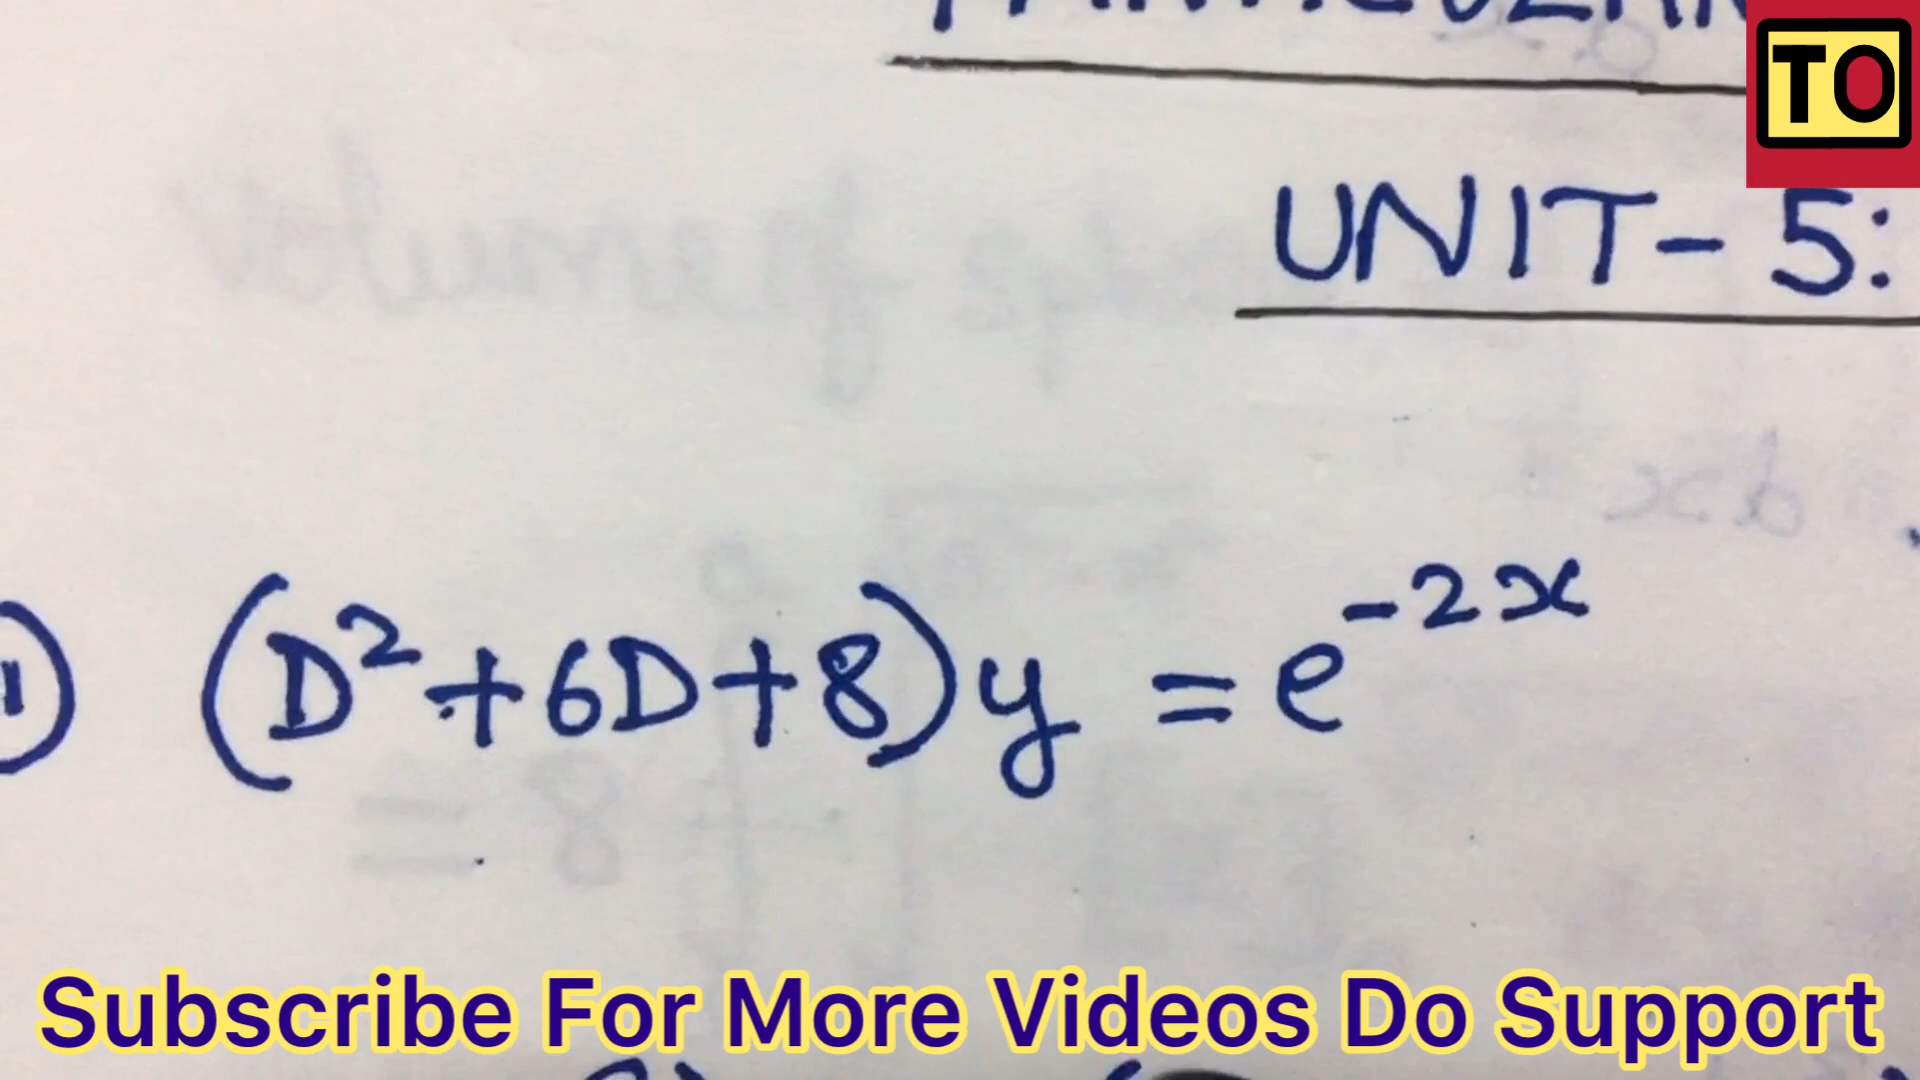 TO
UNIT- 5:
1) (D²+6D+8)y = e⁻²ˣ
Subscribe For More Videos Do Support